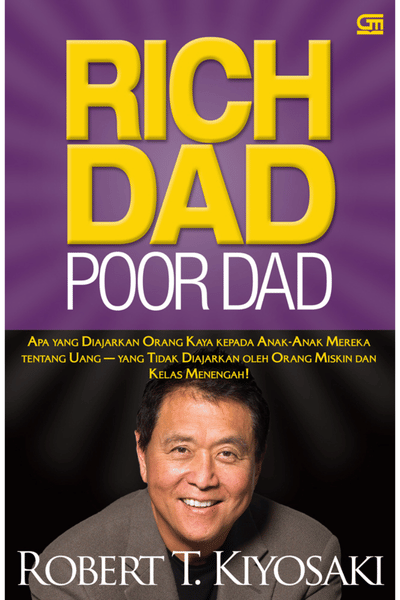 GM
RICH
DAD
POOR DAD
APA YANG DIAJARKAN ORANG KAYA KEPADA ANAK-ANAK MEREKA
TENTANG UANG — YANG TIDAK DIAJARKAN OLEH ORANG MISKIN DAN
KELAS MENENGAH!
ROBERT T. KIYOSAKI